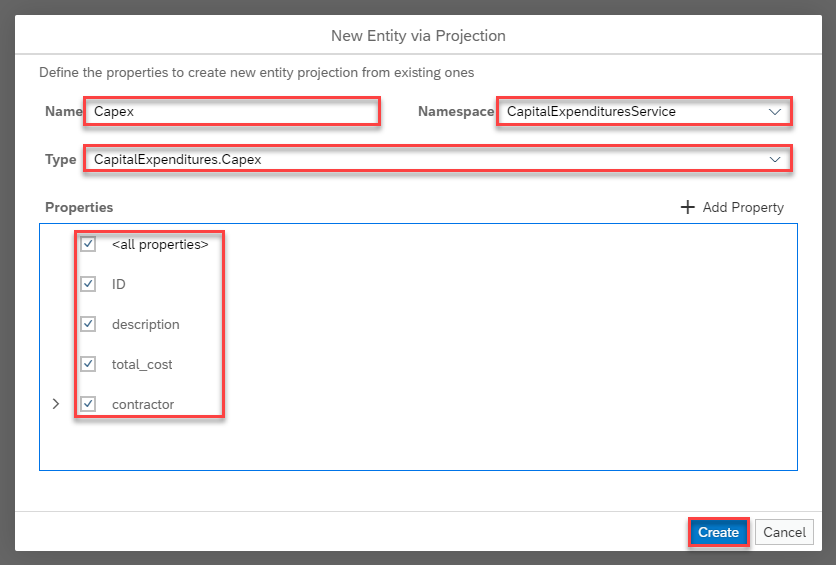 New Entity via Projection
Define the properties to create new entity projection from existing ones
Name Capex Namespace CapitalExpendituresService
Type CapitalExpenditures.Capex
Properties Add Property
<all properties>
ID
description
total_cost
contractor
Create Cancel